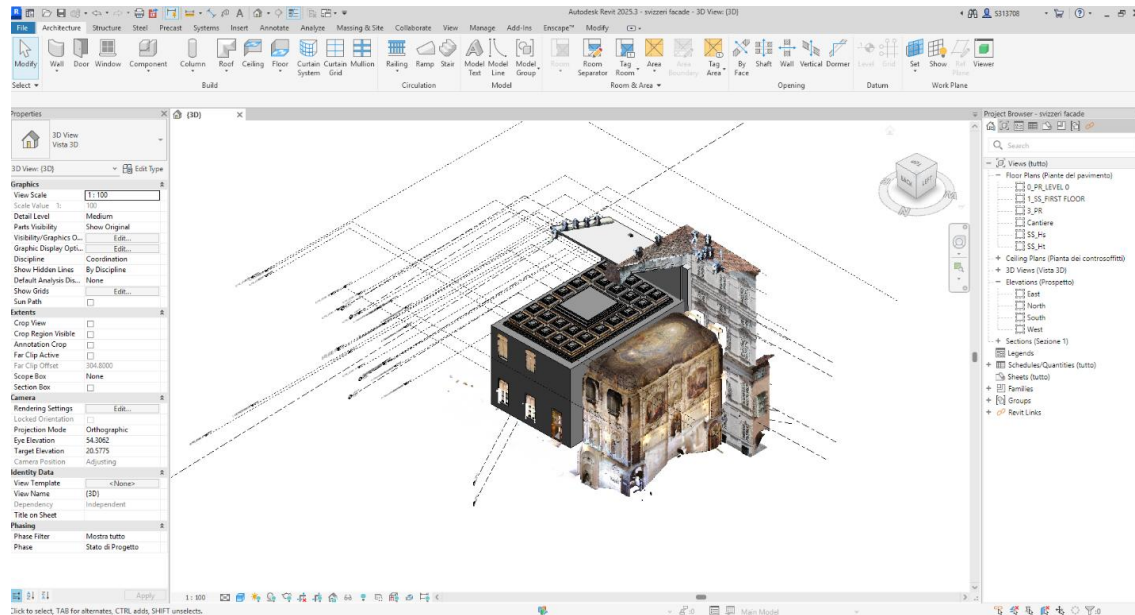 Autodesk Revit 2025.3 - svizzeri facade - 3D View: {3D}
S313708
File Architecture Structure Steel Precast Systems Insert Annotate Analyze Massing & Site Collaborate View Manage Add-Ins Enscape™ Modify
Modify Wall Door Window Component Column Roof Ceiling Floor Curtain System Curtain Grid Mullion Railing Ramp Stair Model Text Model Line Model Group Room Room Separator Tag Room Area Area Boundary Tag Area By Face Shaft Wall Vertical Dormer Level Grid Set Show Ref Plane Viewer
Select Build Circulation Model Room & Area Opening Datum Work Plane
Properties
3D View
Vista 3D
3D View: {3D} Edit Type
Graphics
View Scale 1 : 100
Scale Value 1: 100
Detail Level Medium
Parts Visibility Show Original
Visibility/Graphics O... Edit...
Graphic Display Opti... Edit...
Discipline Coordination
Show Hidden Lines By Discipline
Default Analysis Dis... None
Show Grids Edit...
Sun Path
Extents
Crop View
Crop Region Visible
Annotation Crop
Far Clip Active
Far Clip Offset 304.8000
Scope Box None
Section Box
Camera
Rendering Settings Edit...
Locked Orientation
Projection Mode Orthographic
Eye Elevation 54.3062
Target Elevation 20.5775
Camera Position Adjusting
Identity Data
View Template <None>
View Name {3D}
Dependency Independent
Title on Sheet
Phasing
Phase Filter Mostra tutto
Phase Stato di Progetto
Apply
{3D}
BACK LEFT
Project Browser - svizzeri facade
Search
Views (tutto)
Floor Plans (Piante del pavimento)
0_PR_LEVEL 0
1_SS_FIRST FLOOR
3_PR
Cantiere
SS_Hs
SS_Ht
Ceiling Plans (Pianta dei controsoffitti)
3D Views (Vista 3D)
Elevations (Prospetto)
East
North
South
West
Sections (Sezione 1)
Legends
Schedules/Quantities (tutto)
Sheets (tutto)
Families
Groups
Revit Links
1 : 100
Click to select, TAB for alternates, CTRL adds, SHIFT unselects.
:0
Main Model
:0